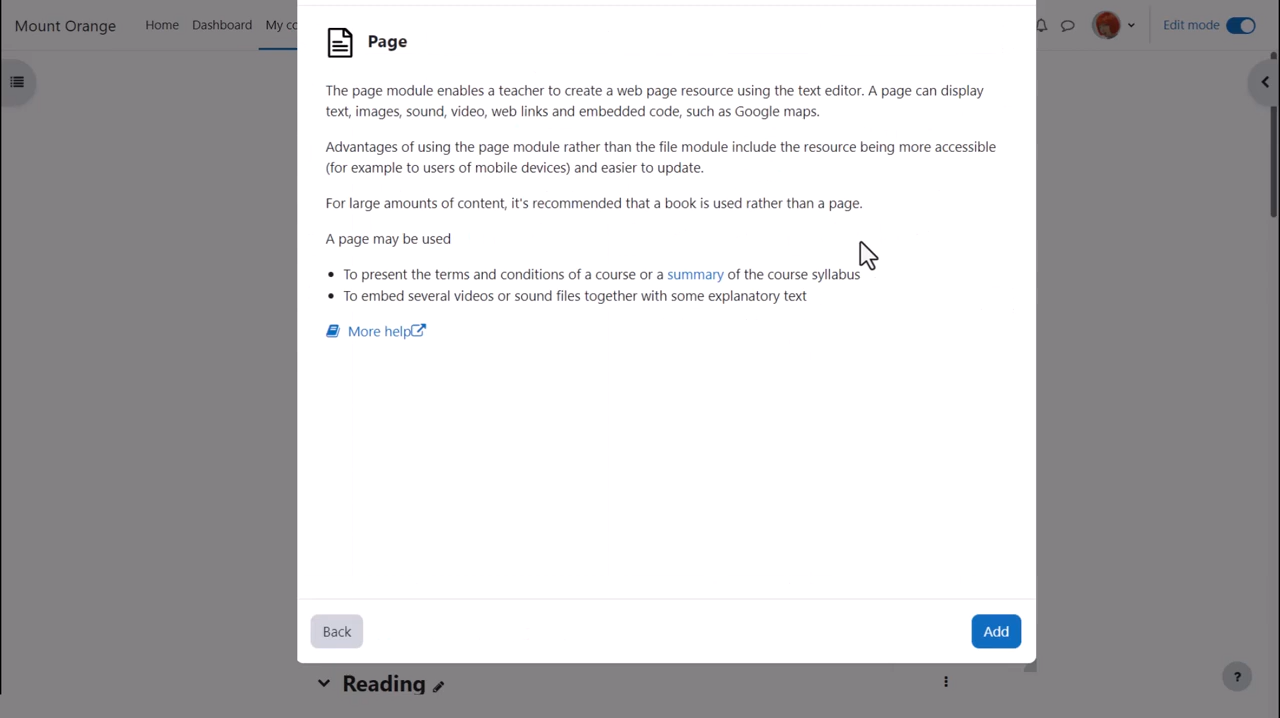 Mount Orange Home Dashboard My co Edit mode
Page
The page module enables a teacher to create a web page resource using the text editor. A page can display
text, images, sound, video, web links and embedded code, such as Google maps.
Advantages of using the page module rather than the file module include the resource being more accessible
(for example to users of mobile devices) and easier to update.
For large amounts of content, it's recommended that a book is used rather than a page.
A page may be used
• To present the terms and conditions of a course or a summary of the course syllabus
• To embed several videos or sound files together with some explanatory text
More help
Back Add
Reading
?